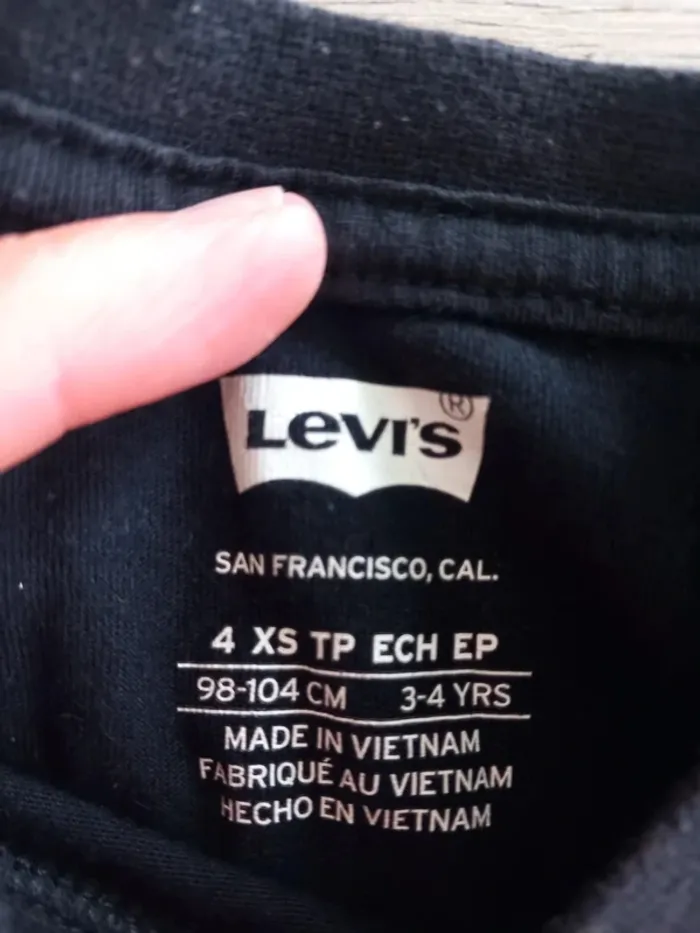 Levi's ®
SAN FRANCISCO, CAL.
4 XS TP ECH EP
98-104 CM 3-4 YRS
MADE IN VIETNAM
FABRIQUÉ AU VIETNAM
HECHO EN VIETNAM